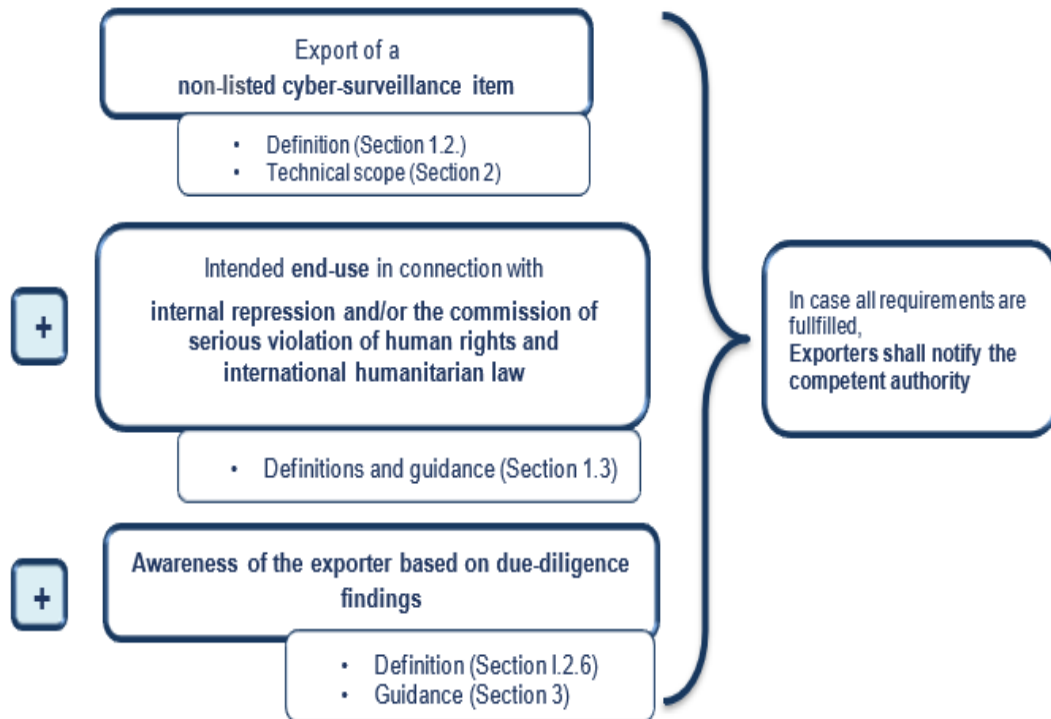 Export of a
non-listed cyber-surveillance item
• Definition (Section 1.2.)
• Technical scope (Section 2)
+
Intended end-use in connection with
internal repression and/or the commission of
serious violation of human rights and
international humanitarian law
• Definitions and guidance (Section 1.3)
+
Awareness of the exporter based on due-diligence
findings
• Definition (Section I.2.6)
• Guidance (Section 3)
In case all requirements are
fullfilled,
Exporters shall notify the
competent authority